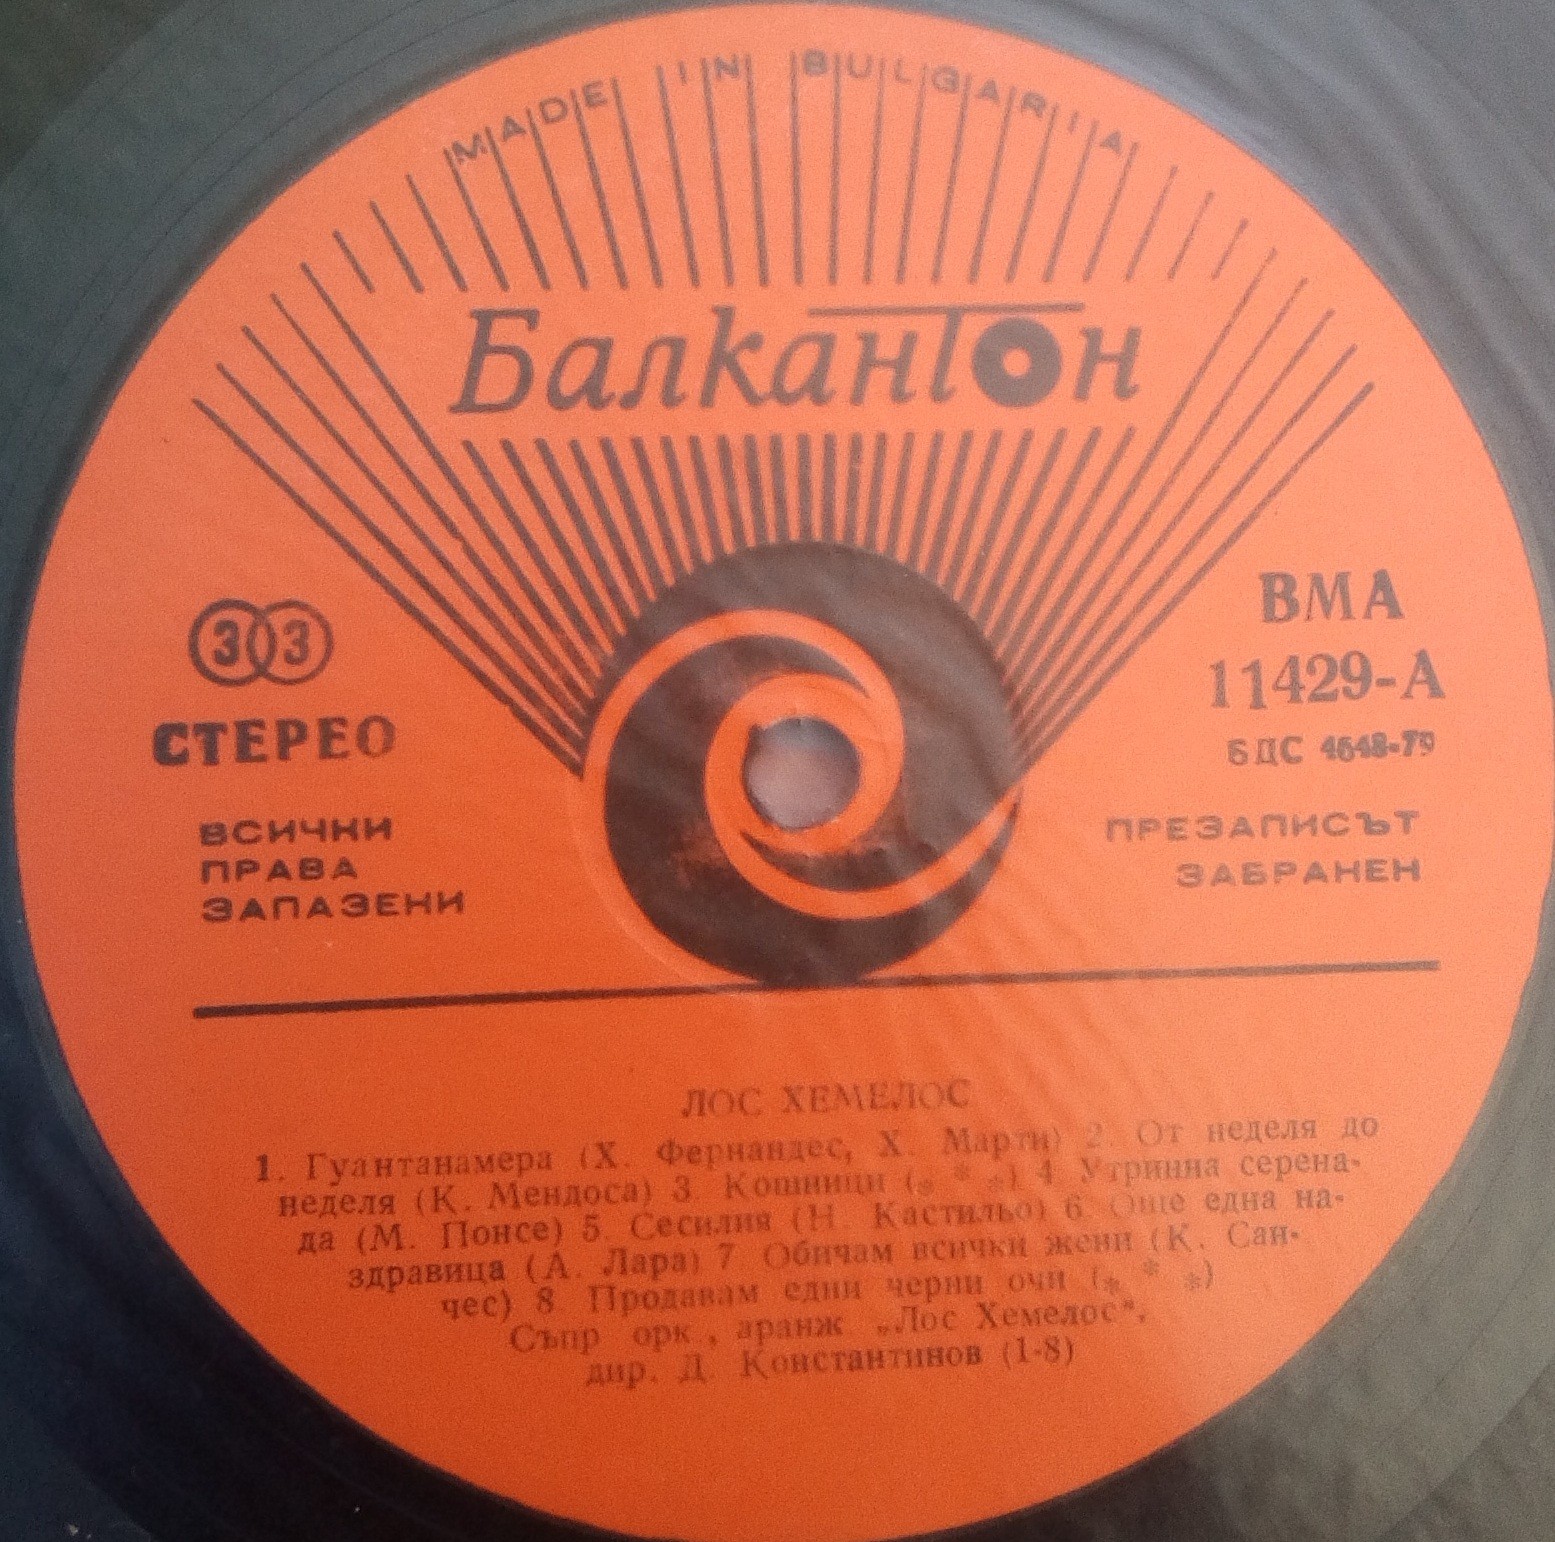 MADE IN BULGARIA
Балкантон
33
СТЕРЕО
ВСИЧКИ
ПРАВА
ЗАПАЗЕНИ
ВМА
11429-А
БДС 4648-79
ПРЕЗАПИСЪТ
ЗАБРАНЕН
ЛОС ХЕМЕЛОС
1. Гуантанамера (Х. Фернандес, Х. Марти) 2. От неделя до
неделя (К. Мендоса) 3. Кошници (* * *) 4 Утринна серена-
да (М. Понсе) 5. Сесилия (Н. Кастильо) 6. Още една на-
здравица (А. Лара) 7 Обичам всички жени (К. Сан-
чес) 8 Продавам едни черни очи (* * *)
Съпр орк, аранж „Лос Хемелос",
дир. Д Константинов (1-8)